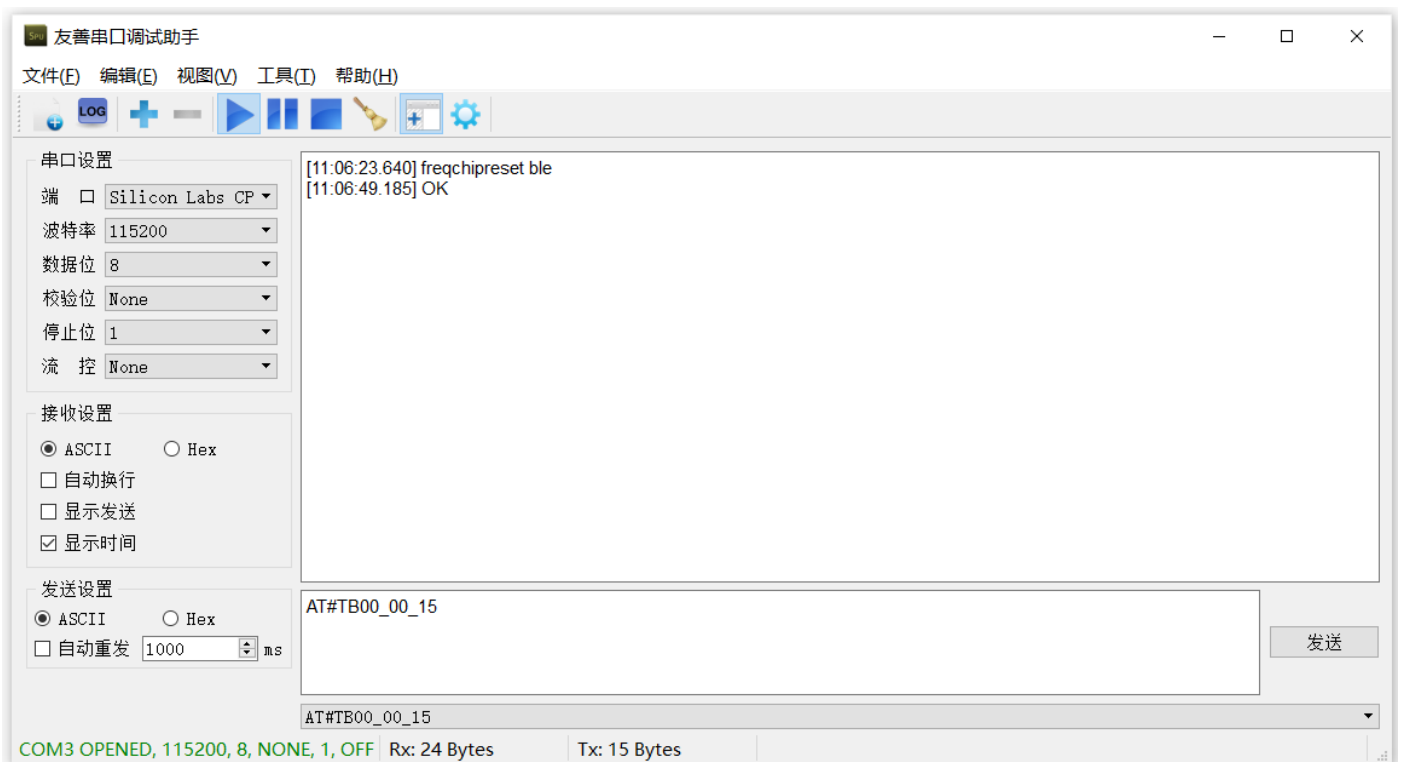 SPU 友善串口调试助手
文件(F) 编辑(E) 视图(V) 工具(T) 帮助(H)
LOG
串口设置
端 口 Silicon Labs CP
波特率 115200
数据位 8
校验位 None
停止位 1
流 控 None
接收设置
ASCII Hex
自动换行
显示发送
显示时间
发送设置
ASCII Hex
自动重发 1000 ms
[11:06:23.640] freqchipreset ble
[11:06:49.185] OK
AT#TB00_00_15
发送
AT#TB00_00_15
COM3 OPENED, 115200, 8, NONE, 1, OFF Rx: 24 Bytes Tx: 15 Bytes